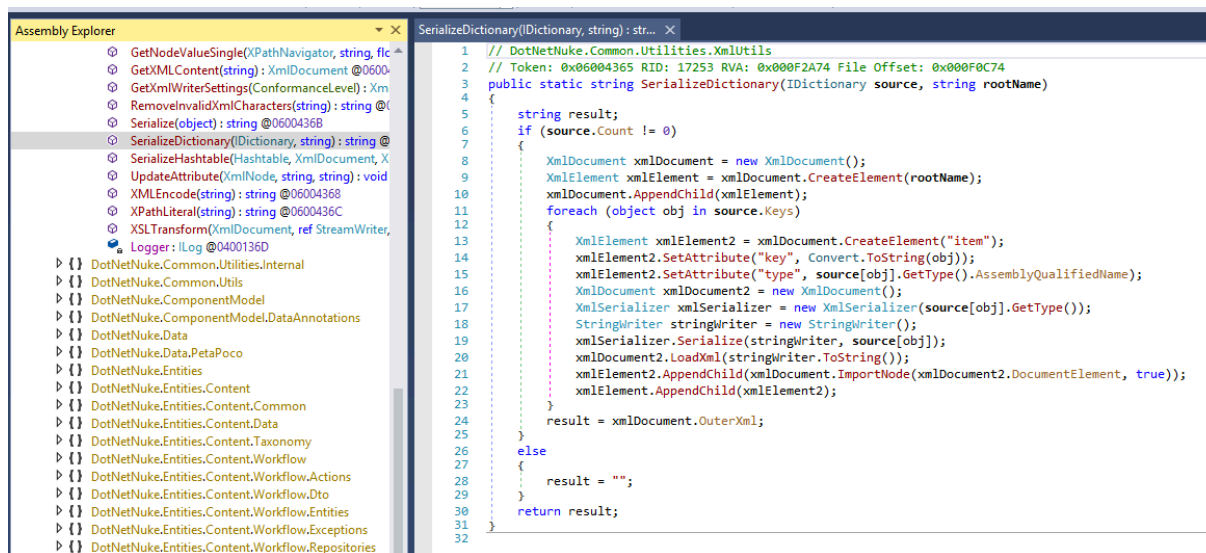 Assembly Explorer
GetNodeValueSingle(XPathNavigator, string, flo
GetXMLContent(string) : XmlDocument @0600
GetXmlWriterSettings(ConformanceLevel) : Xm
RemoveInvalidXmlCharacters(string) : string @0
Serialize(object) : string @0600436B
SerializeDictionary(IDictionary, string) : string @
SerializeHashtable(Hashtable, XmlDocument, X
UpdateAttribute(XmlNode, string, string) : void
XMLEncode(string) : string @06004368
XPathLiteral(string) : string @0600436C
XSLTransform(XmlDocument, ref StreamWriter,
Logger : ILog @0400136D
{ } DotNetNuke.Common.Utilities.Internal
{ } DotNetNuke.Common.Utils
{ } DotNetNuke.ComponentModel
{ } DotNetNuke.ComponentModel.DataAnnotations
{ } DotNetNuke.Data
{ } DotNetNuke.Data.PetaPoco
{ } DotNetNuke.Entities
{ } DotNetNuke.Entities.Content
{ } DotNetNuke.Entities.Content.Common
{ } DotNetNuke.Entities.Content.Data
{ } DotNetNuke.Entities.Content.Taxonomy
{ } DotNetNuke.Entities.Content.Workflow
{ } DotNetNuke.Entities.Content.Workflow.Actions
{ } DotNetNuke.Entities.Content.Workflow.Dto
{ } DotNetNuke.Entities.Content.Workflow.Entities
{ } DotNetNuke.Entities.Content.Workflow.Exceptions
{ } DotNetNuke.Entities.Content.Workflow.Repositories
SerializeDictionary(IDictionary, string) : str... X
1 // DotNetNuke.Common.Utilities.XmlUtils
2 // Token: 0x06004365 RID: 17253 RVA: 0x000F2A74 File Offset: 0x000F0C74
3 public static string SerializeDictionary(IDictionary source, string rootName)
4 {
5 string result;
6 if (source.Count != 0)
7 {
8 XmlDocument xmlDocument = new XmlDocument();
9 XmlElement xmlElement = xmlDocument.CreateElement(rootName);
10 xmlDocument.AppendChild(xmlElement);
11 foreach (object obj in source.Keys)
12 {
13 XmlElement xmlElement2 = xmlDocument.CreateElement("item");
14 xmlElement2.SetAttribute("key", Convert.ToString(obj));
15 xmlElement2.SetAttribute("type", source[obj].GetType().AssemblyQualifiedName);
16 XmlDocument xmlDocument2 = new XmlDocument();
17 XmlSerializer xmlSerializer = new XmlSerializer(source[obj].GetType());
18 StringWriter stringWriter = new StringWriter();
19 xmlSerializer.Serialize(stringWriter, source[obj]);
20 xmlDocument2.LoadXml(stringWriter.ToString());
21 xmlElement2.AppendChild(xmlDocument.ImportNode(xmlDocument2.DocumentElement, true));
22 xmlElement.AppendChild(xmlElement2);
23 }
24 result = xmlDocument.OuterXml;
25 }
26 else
27 {
28 result = "";
29 }
30 return result;
31 }
32